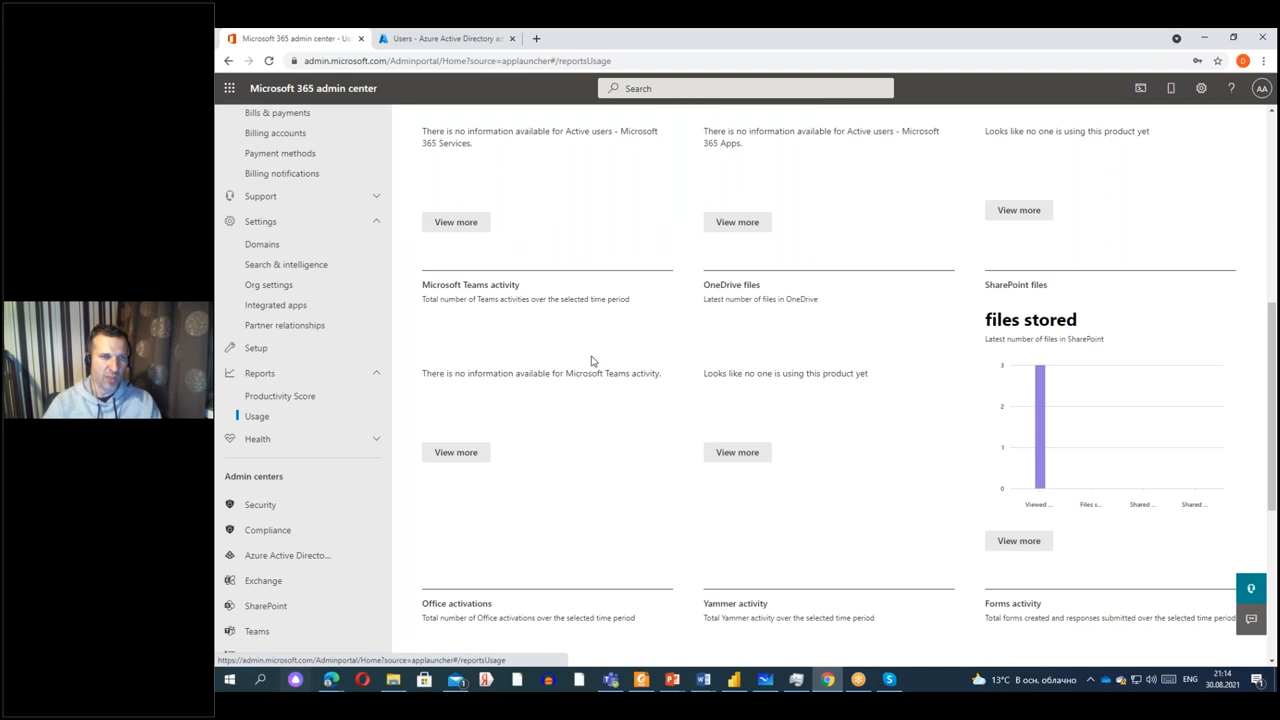 Microsoft 365 admin center - Us
Users - Azure Active Directory ad
admin.microsoft.com/Adminportal/Home?source=applauncher#/reportsUsage
D
Microsoft 365 admin center
Search
AA
Bills & payments
Billing accounts
Payment methods
Billing notifications
Support
Settings
Domains
Search & intelligence
Org settings
Integrated apps
Partner relationships
Setup
Reports
Productivity Score
Usage
Health
Admin centers
Security
Compliance
Azure Active Directo...
Exchange
SharePoint
Teams
There is no information available for Active users - Microsoft
365 Services.
View more
There is no information available for Active users - Microsoft
365 Apps.
View more
Looks like no one is using this product yet
View more
Microsoft Teams activity
Total number of Teams activities over the selected time period
There is no information available for Microsoft Teams activity.
View more
OneDrive files
Latest number of files in OneDrive
Looks like no one is using this product yet
View more
SharePoint files
files stored
Latest number of files in SharePoint
3
2
1
0
Viewed ...
Files s...
Shared ...
Shared ...
View more
Office activations
Total number of Office activations over the selected time period
Yammer activity
Total Yammer activity over the selected time period
Forms activity
Total forms created and responses submitted over the selected time period
https://admin.microsoft.com/Adminportal/Home?source=applauncher#/reportsUsage
13°C В осн. облачно
ENG
21:14
30.08.2021